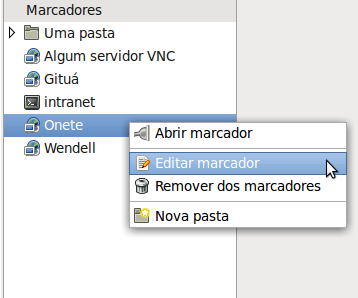 Marcadores
Uma pasta
Algum servidor VNC
Gituá
intranet
Onete
Wendell
Abrir marcador
Editar marcador
Remover dos marcadores
Nova pasta